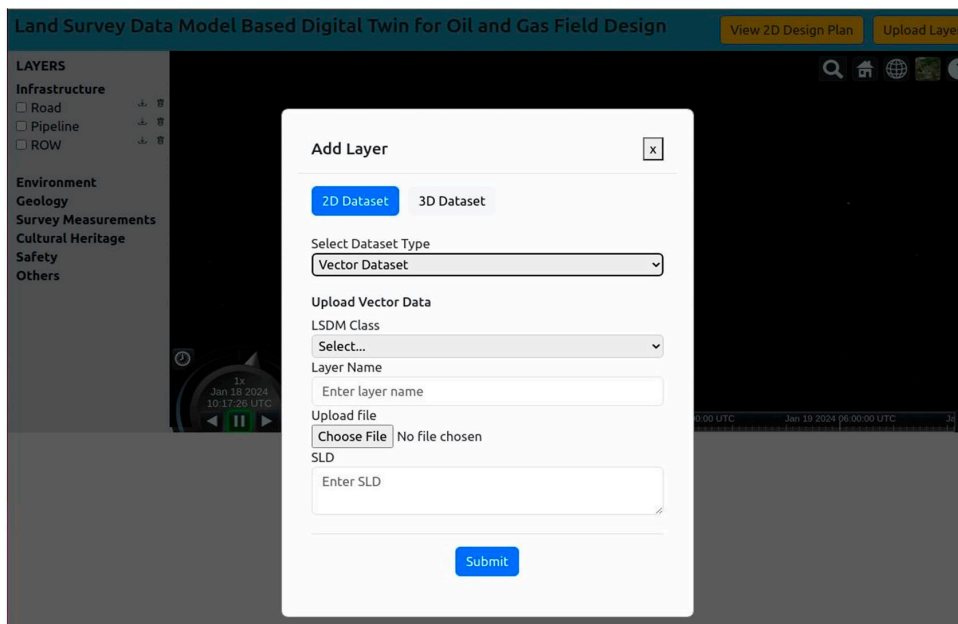 Land Survey Data Model Based Digital Twin for Oil and Gas Field Design
View 2D Design Plan
Upload Laye
LAYERS
Infrastructure
Road
Pipeline
ROW
Environment
Geology
Survey Measurements
Cultural Heritage
Safety
Others
Add Layer
x
2D Dataset
3D Dataset
Select Dataset Type
Vector Dataset
Upload Vector Data
LSDM Class
Select...
Layer Name
Enter layer name
Upload file
Choose File No file chosen
SLD
Enter SLD
Submit
1x
Jan 18 2024
10:17:26 UTC
0:00 UTC
Jan 19 2024 06:00:00 UTC